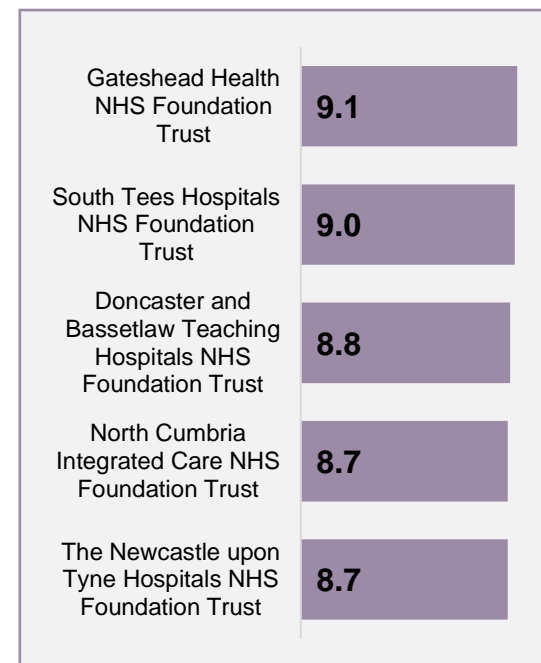 Gateshead Health
NHS Foundation
Trust
9.1
South Tees Hospitals
NHS Foundation
Trust
9.0
Doncaster and
Bassetlaw Teaching
Hospitals NHS
Foundation Trust
8.8
North Cumbria
Integrated Care NHS
Foundation Trust
8.7
The Newcastle upon
Tyne Hospitals NHS
Foundation Trust
8.7